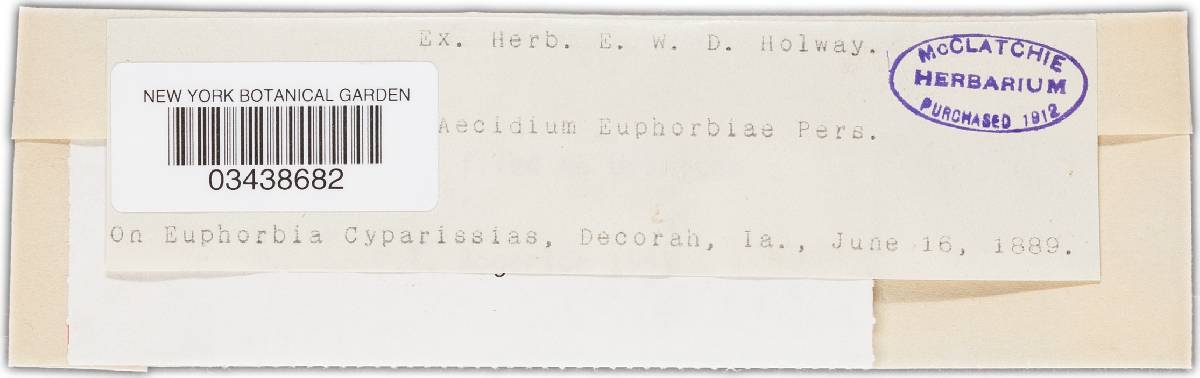 Ex. Herb. E. W. D. Holway.
McCLATCHIE
HERBARIUM
PURCHASED 1912
NEW YORK BOTANICAL GARDEN
03438682
Aecidium Euphorbiae Pers.
On Euphorbia Cyparissias, Decorah, Ia., June 16, 1889.